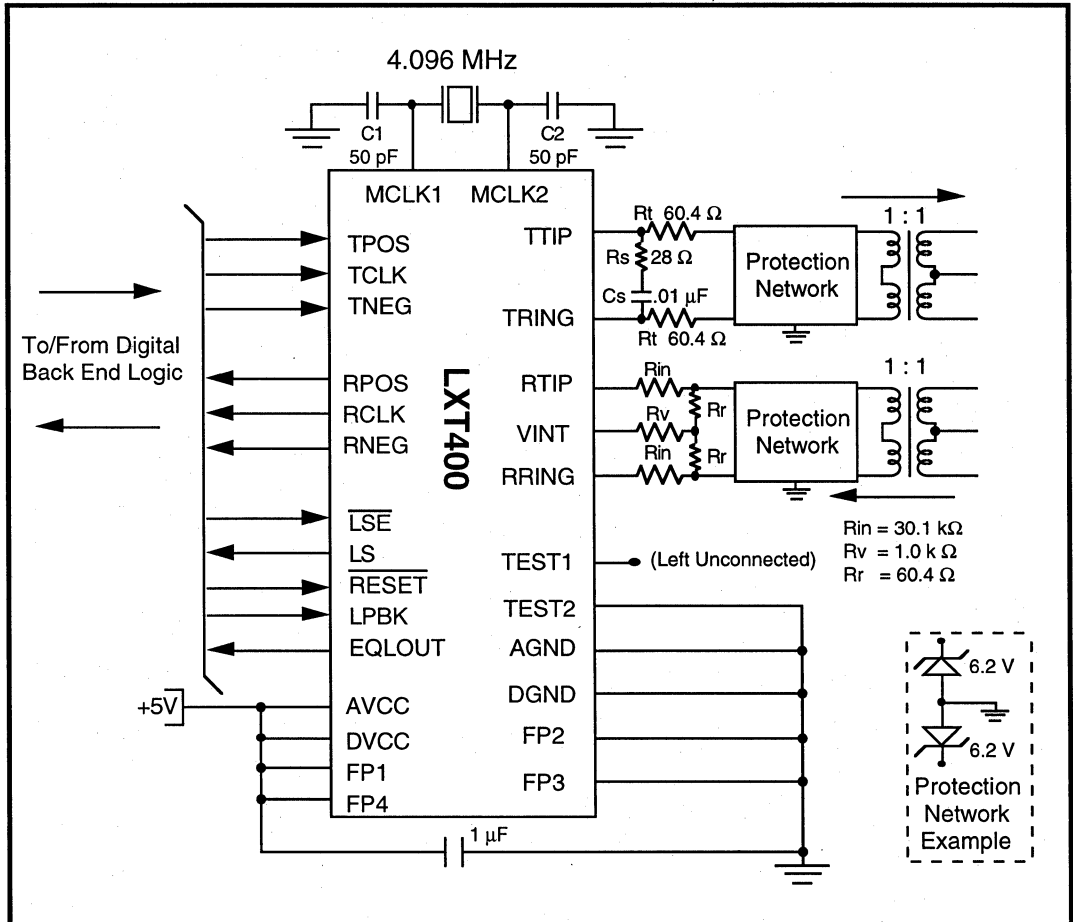 4.096 MHz
C1
50 pF
C2
50 pF
MCLK1
MCLK2
TPOS
TCLK
TNEG
To/From Digital
Back End Logic
RPOS
RCLK
RNEG
LSE
LS
RESET
LPBK
EQLOUT
+5V
AVCC
DVCC
FP1
FP4
LXT400
TTIP
TRING
RTIP
VINT
RRING
TEST1
TEST2
AGND
DGND
FP2
FP3
1 µF
Rt 60.4 Ω
Rs 28 Ω
Cs .01 µF
Rt 60.4 Ω
Protection
Network
1 : 1
Rin
Rv
Rin
Rr
Rr
Protection
Network
1 : 1
Rin = 30.1 kΩ
Rv = 1.0 k Ω
Rr = 60.4 Ω
(Left Unconnected)
6.2 V
6.2 V
Protection
Network
Example